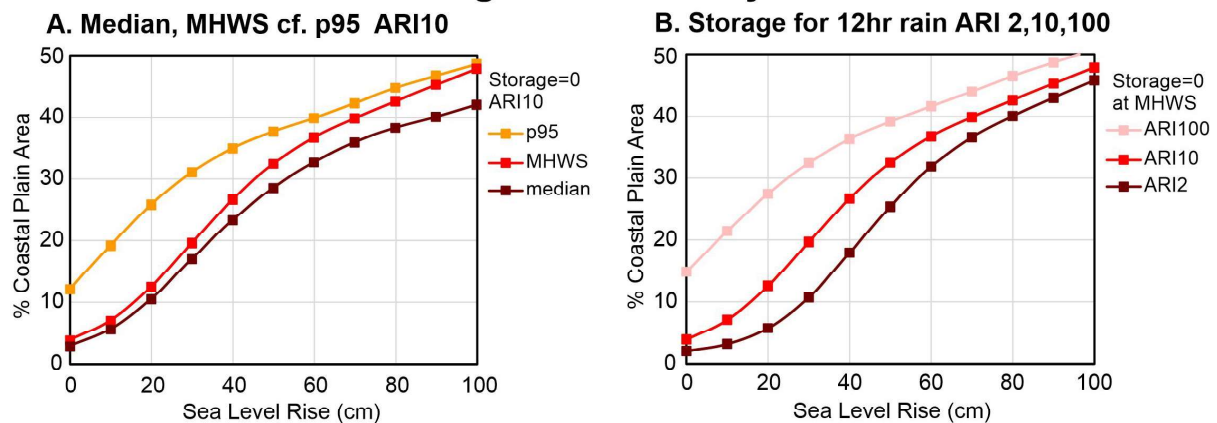 A. Median, MHWS cf. p95 ARI10
50
40
30
20
10
0
% Coastal Plain Area
0 20 40 60 80 100
Sea Level Rise (cm)
Storage=0
ARI10
p95
MHWS
median
B. Storage for 12hr rain ARI 2,10,100
50
40
30
20
10
0
% Coastal Plain Area
0 20 40 60 80 100
Sea Level Rise (cm)
Storage=0
at MHWS
ARI100
ARI10
ARI2